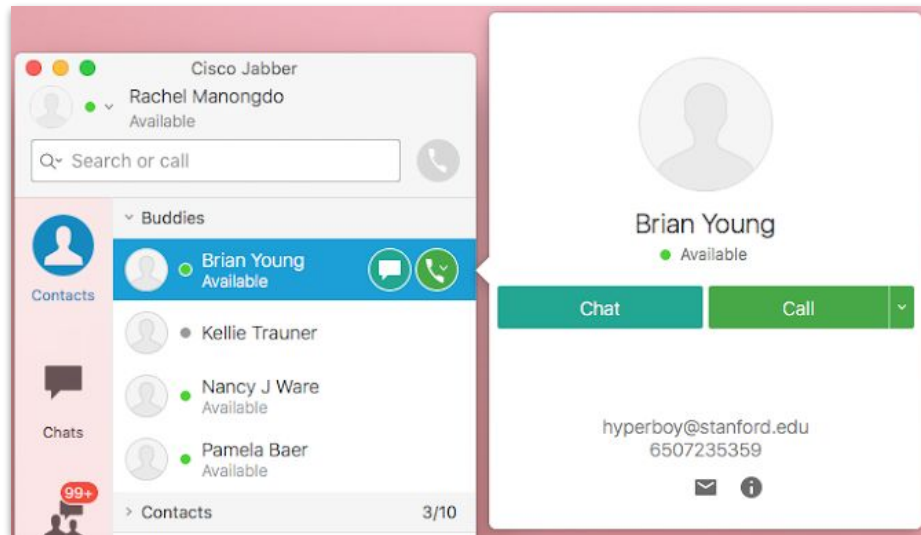 Cisco Jabber
Rachel Manongdo
Available
Search or call
Buddies
Brian Young
Available
Contacts
Kellie Trauner
Chats
Nancy J Ware
Available
Pamela Baer
Available
99+
Contacts 3/10
Brian Young
Available
Chat Call
hyperboy@stanford.edu
6507235359